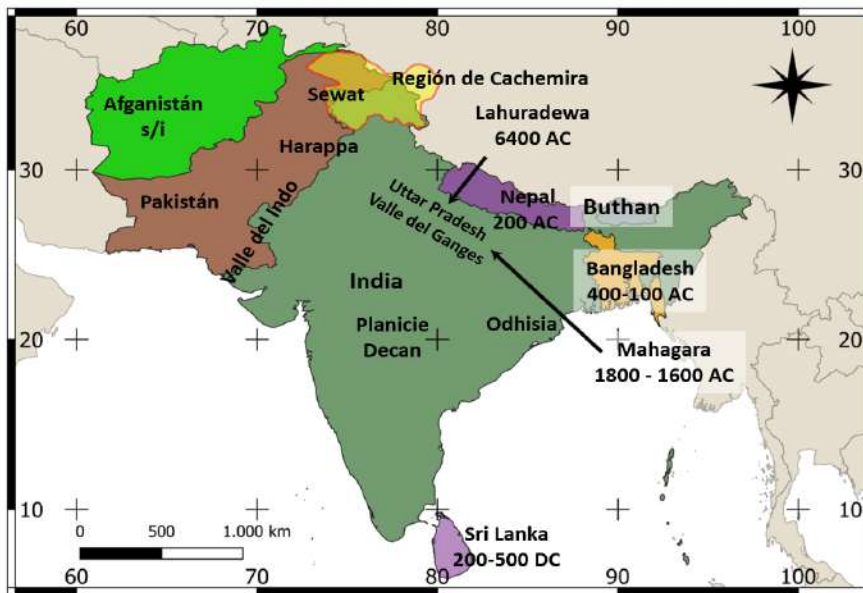 60 70 80 90 100
Región de Cachemira
Afganistán
s/i
Sewat
Lahuradewa
6400 AC
Harappa
30 30
Pakistán
Nepal
200 AC
Buthan
Uttar Pradesh
Valle del Ganges
Valle del Indo
India
Bangladesh
400-100 AC
Planicie
Decan
Odhisia
20 20
Mahagara
1800 - 1600 AC
10 10
0 500 1.000 km
Sri Lanka
200-500 DC
60 70 80 90 100